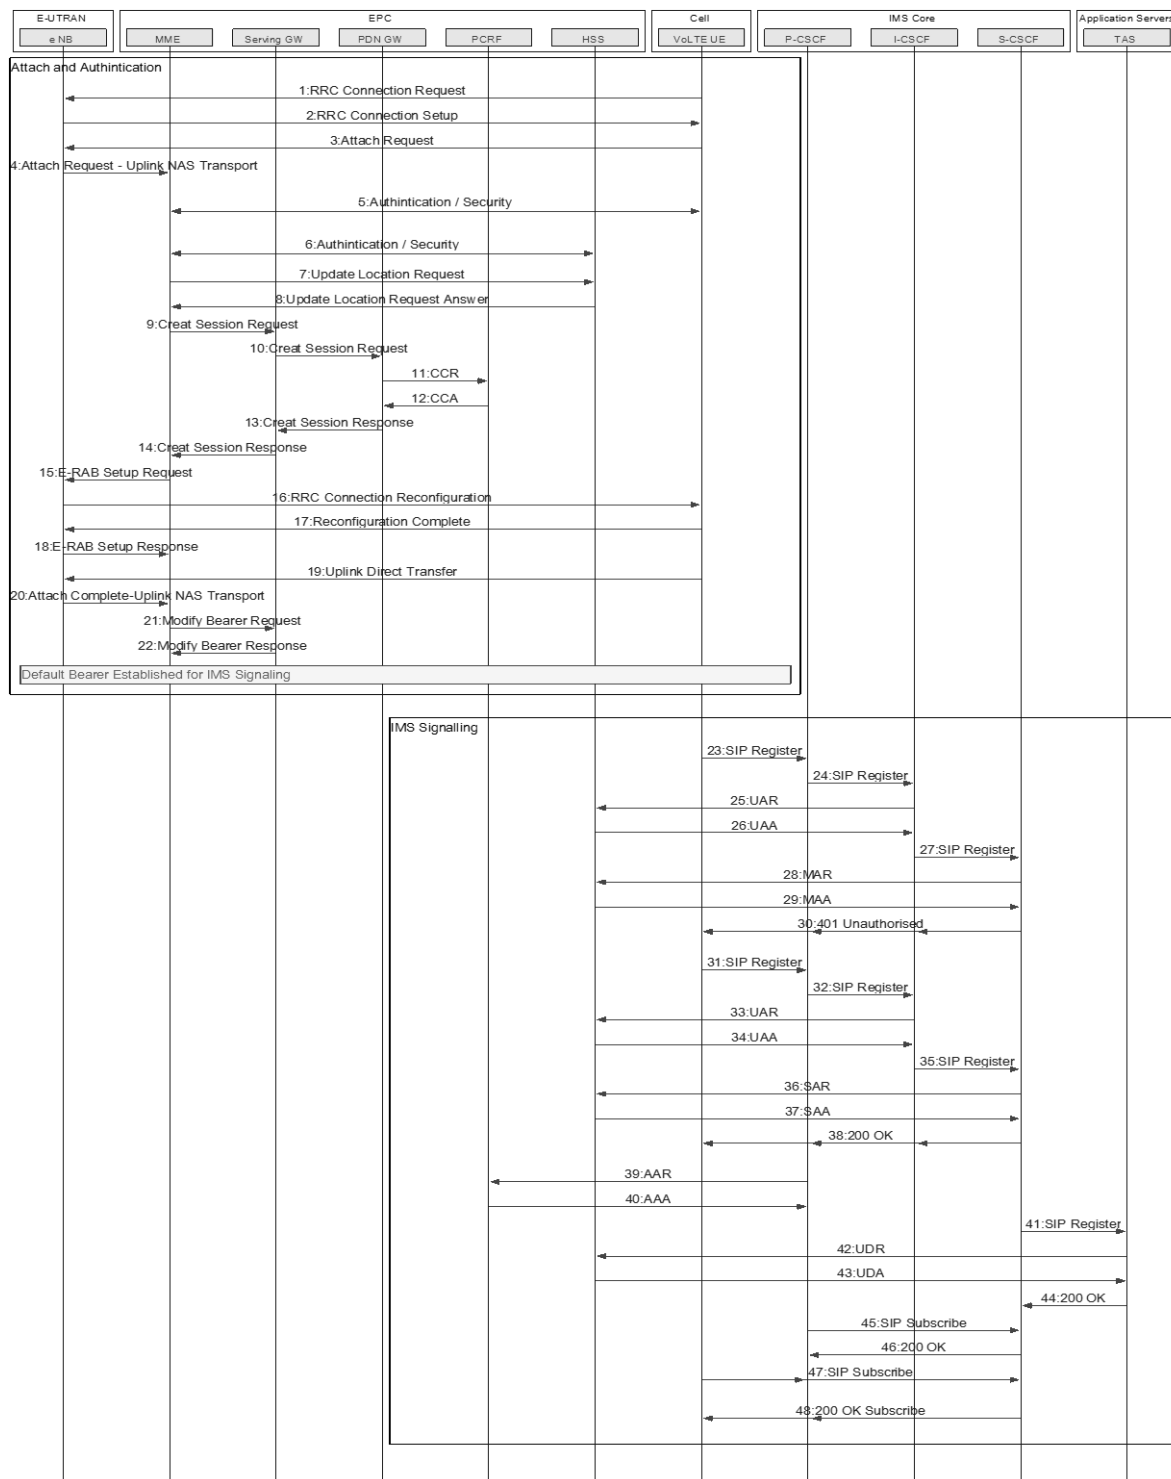 E-UTRAN
EPC
Cell
IMS Core
Application Servers
e NB
MME
Serving GW
PDN GW
PCRF
HSS
VoLTE UE
P-CSCF
I-CSCF
S-CSCF
TAS
Attach and Authintication
1:RRC Connection Request
2:RRC Connection Setup
3:Attach Request
4:Attach Request - Uplink NAS Transport
5:Authintication / Security
6:Authintication / Security
7:Update Location Request
8:Update Location Request Answer
9:Creat Session Request
10:Creat Session Request
11:CCR
12:CCA
13:Creat Session Response
14:Creat Session Response
15:E-RAB Setup Request
16:RRC Connection Reconfiguration
17:Reconfiguration Complete
18:E-RAB Setup Response
19:Uplink Direct Transfer
20:Attach Complete-Uplink NAS Transport
21:Modify Bearer Request
22:Modify Bearer Response
Default Bearer Established for IMS Signaling
IMS Signalling
23:SIP Register
24:SIP Register
25:UAR
26:UAA
27:SIP Register
28:MAR
29:MAA
30:401 Unauthorised
31:SIP Register
32:SIP Register
33:UAR
34:UAA
35:SIP Register
36:SAR
37:SAA
38:200 OK
39:AAR
40:AAA
41:SIP Register
42:UDR
43:UDA
44:200 OK
45:SIP Subscribe
46:200 OK
47:SIP Subscribe
48:200 OK Subscribe